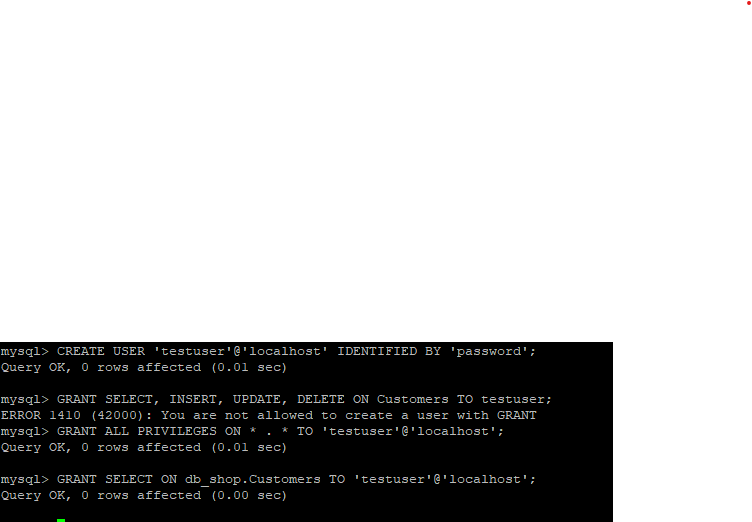 mysql> CREATE USER 'testuser'@'localhost' IDENTIFIED BY 'password';
Query OK, 0 rows affected (0.01 sec)
mysql> GRANT SELECT, INSERT, UPDATE, DELETE ON Customers TO testuser;
ERROR 1410 (42000): You are not allowed to create a user with GRANT
mysql> GRANT ALL PRIVILEGES ON * . * TO 'testuser'@'localhost';
Query OK, 0 rows affected (0.01 sec)
mysql> GRANT SELECT ON db_shop.Customers TO 'testuser'@'localhost';
Query OK, 0 rows affected (0.00 sec)